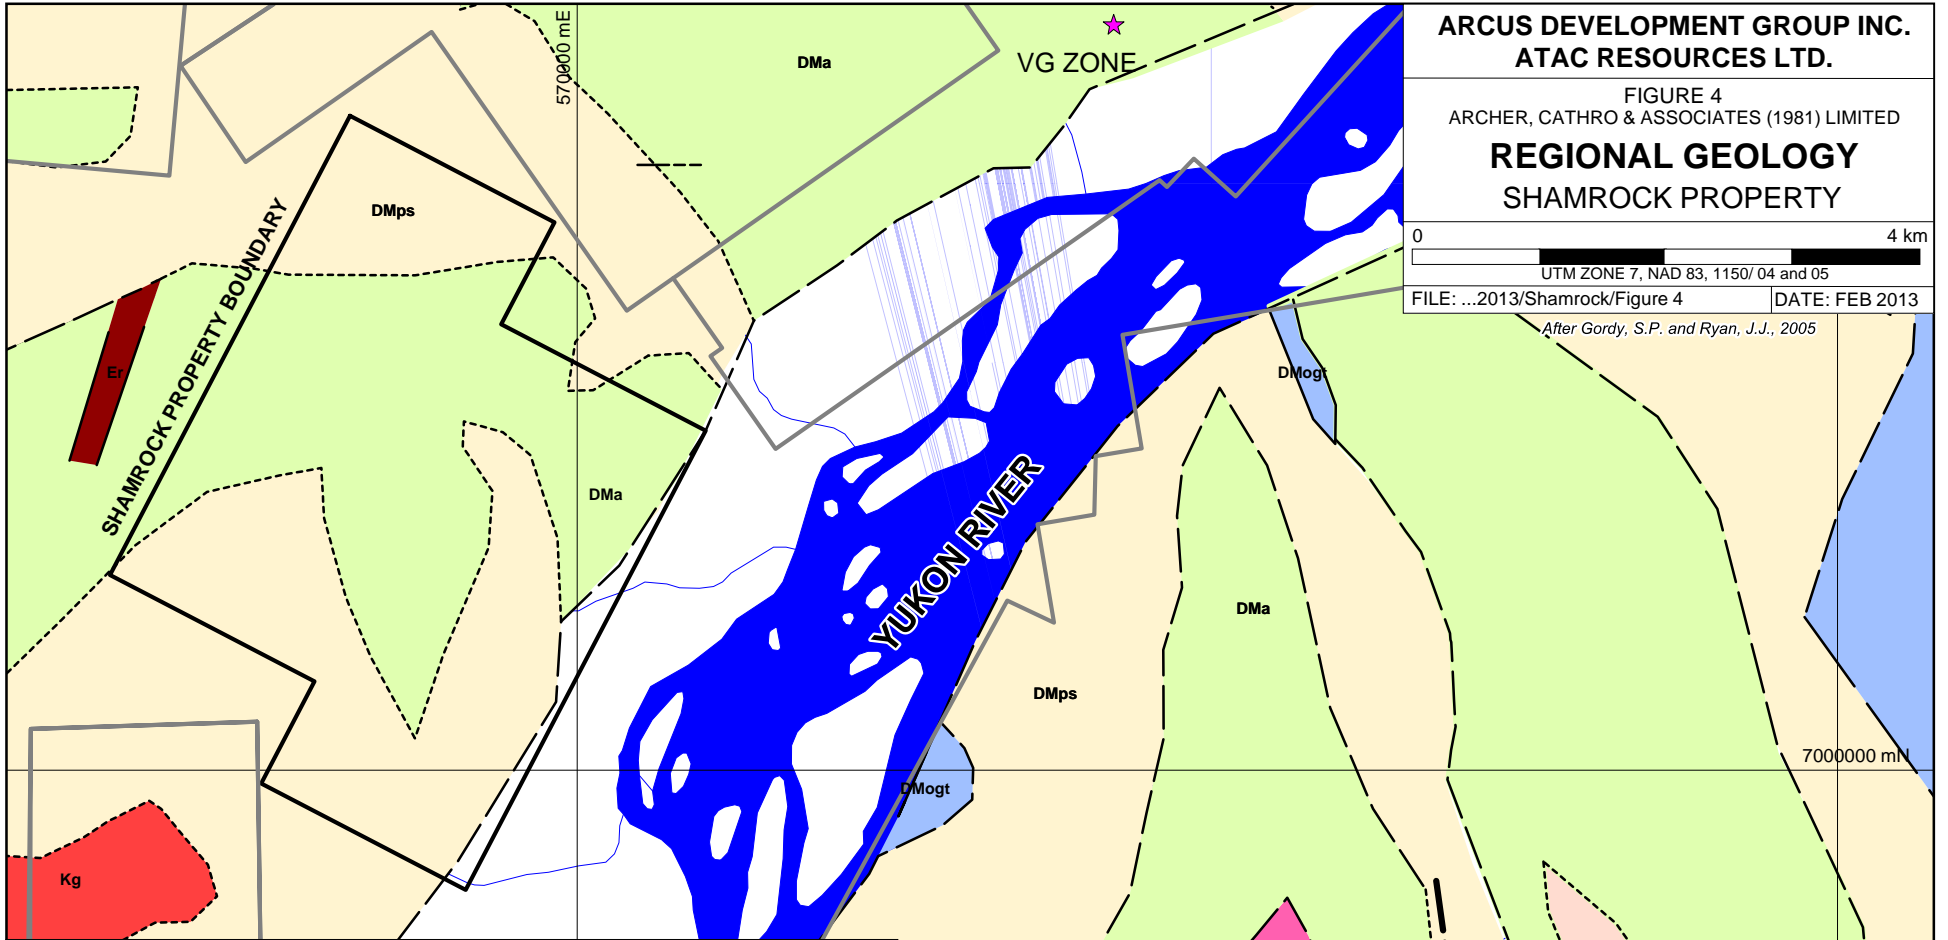 ARCUS DEVELOPMENT GROUP INC.
ATAC RESOURCES LTD.
FIGURE 4
ARCHER, CATHRO & ASSOCIATES (1981) LIMITED
REGIONAL GEOLOGY
SHAMROCK PROPERTY
0 4 km
UTM ZONE 7, NAD 83, 1150/ 04 and 05
FILE: ...2013/Shamrock/Figure 4 DATE: FEB 2013
After Gordy, S.P. and Ryan, J.J., 2005
570000 mE
DMa
VG ZONE
DMps
SHAMROCK PROPERTY BOUNDARY
Er
DMogt
DMa
YUKON RIVER
DMa
DMps
7000000 mN
DMogt
Kg